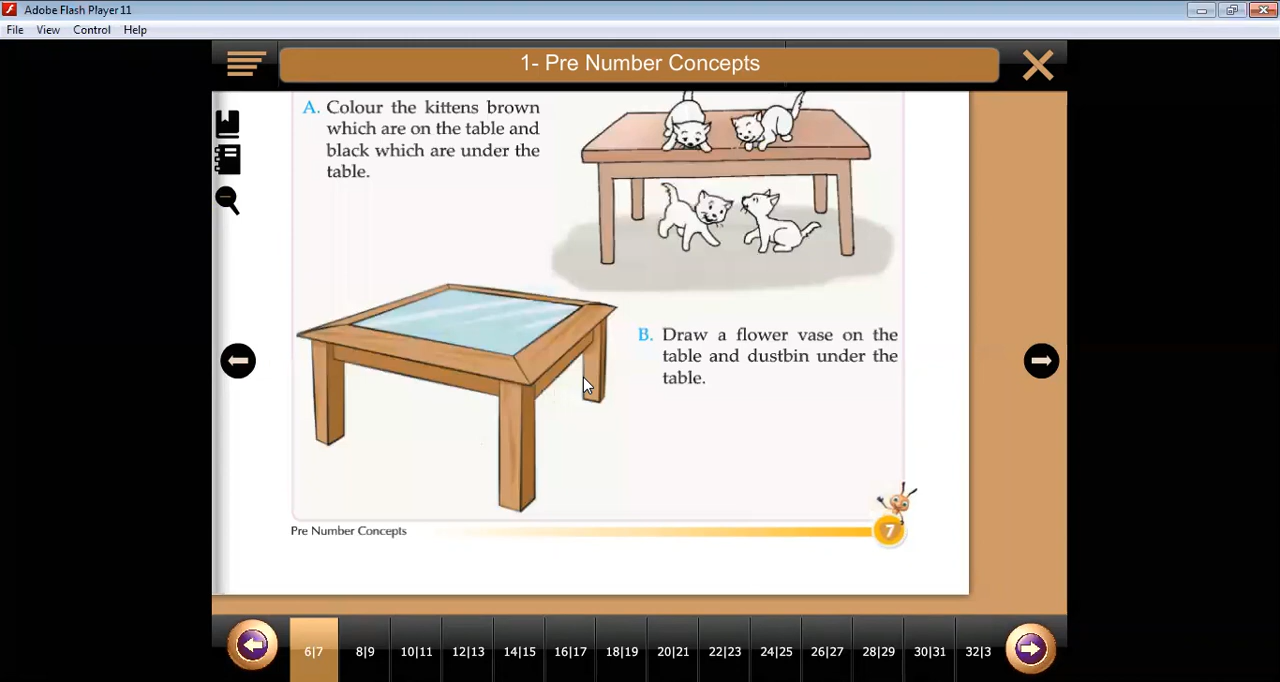 Adobe Flash Player 11
File View Control Help
1- Pre Number Concepts
A. Colour the kittens brown
which are on the table and
black which are under the
table.
B. Draw a flower vase on the
table and dustbin under the
table.
Pre Number Concepts
7
6|7 8|9 10|11 12|13 14|15 16|17 18|19 20|21 22|23 24|25 26|27 28|29 30|31 32|3